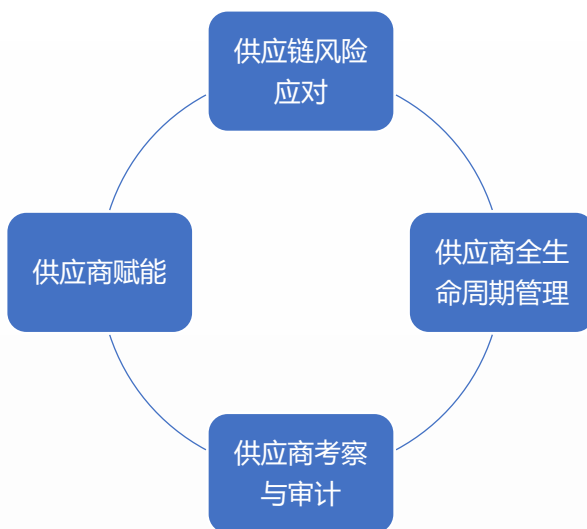 供应链风险
应对
供应商全生
命周期管理
供应商考察
与审计
供应商赋能